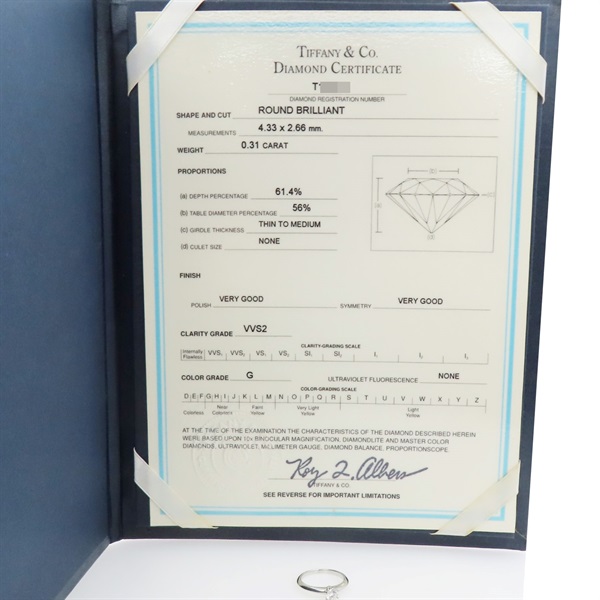 TIFFANY & CO.
DIAMOND CERTIFICATE
DIAMOND REGISTRATION NUMBER
SHAPE AND CUT ROUND BRILLIANT
MEASUREMENTS 4.33 x 2.66 mm.
WEIGHT 0.31 CARAT
PROPORTIONS
(a) DEPTH PERCENTAGE 61.4%
(b) TABLE DIAMETER PERCENTAGE 56%
(c) GIRDLE THICKNESS THIN TO MEDIUM
(d) CULET SIZE NONE
FINISH
POLISH VERY GOOD SYMMETRY VERY GOOD
CLARITY GRADE VVS2
CLARITY-GRADING SCALE
Internally Flawless VVS₁ VVS₂ VS₁ VS₂ SI₁ SI₂ I₁ I₂ I₃
COLOR GRADE G ULTRAVIOLET FLUORESCENCE NONE
COLOR-GRADING SCALE
D E F G H I J K L M N O P Q R S T U V W X Y Z
Colorless Near Colorless Faint Yellow Very Light Yellow Light Yellow
AT THE TIME OF THE EXAMINATION THE CHARACTERISTICS OF THE DIAMOND DESCRIBED HEREIN
WERE BASED UPON 10x BINOCULAR MAGNIFICATION, DIAMONDLITE AND MASTER COLOR
DIAMONDS, ULTRAVIOLET, MILLIMETER GAUGE, DIAMOND BALANCE, PROPORTIONSCOPE.
TIFFANY & CO.
SEE REVERSE FOR IMPORTANT LIMITATIONS